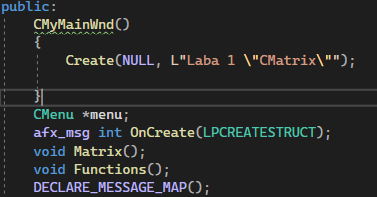 public:
CMyMainWnd()
{
Create(NULL, L"Laba 1 \"CMatrix\"");
}
CMenu *menu;
afx_msg int OnCreate(LPCREATESTRUCT);
void Matrix();
void Functions();
DECLARE_MESSAGE_MAP();